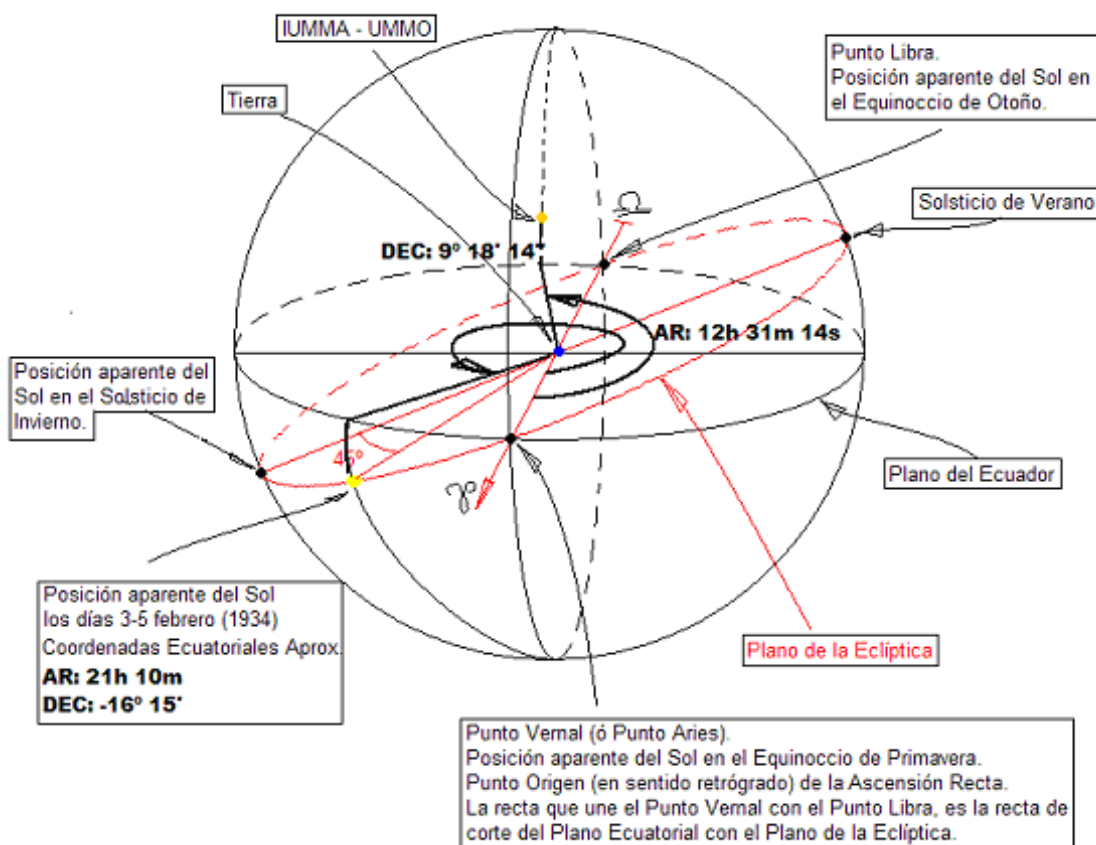 IUMMA - UMMO
Punto Libra.
Posición aparente del Sol en
el Equinoccio de Otoño.
Tierra
Solsticio de Verano
DEC: 9º 18' 14"
AR: 12h 31m 14s
Posición aparente del
Sol en el Solsticio de
Invierno.
45º
Plano del Ecuador
Posición aparente del Sol
los días 3-5 febrero (1934)
Coordenadas Ecuatoriales Aprox.
AR: 21h 10m
DEC: -16º 15'
Plano de la Eclíptica
Punto Vernal (ó Punto Aries).
Posición aparente del Sol en el Equinoccio de Primavera.
Punto Origen (en sentido retrógrado) de la Ascensión Recta.
La recta que une el Punto Vernal con el Punto Libra, es la recta de
corte del Plano Ecuatorial con el Plano de la Eclíptica.